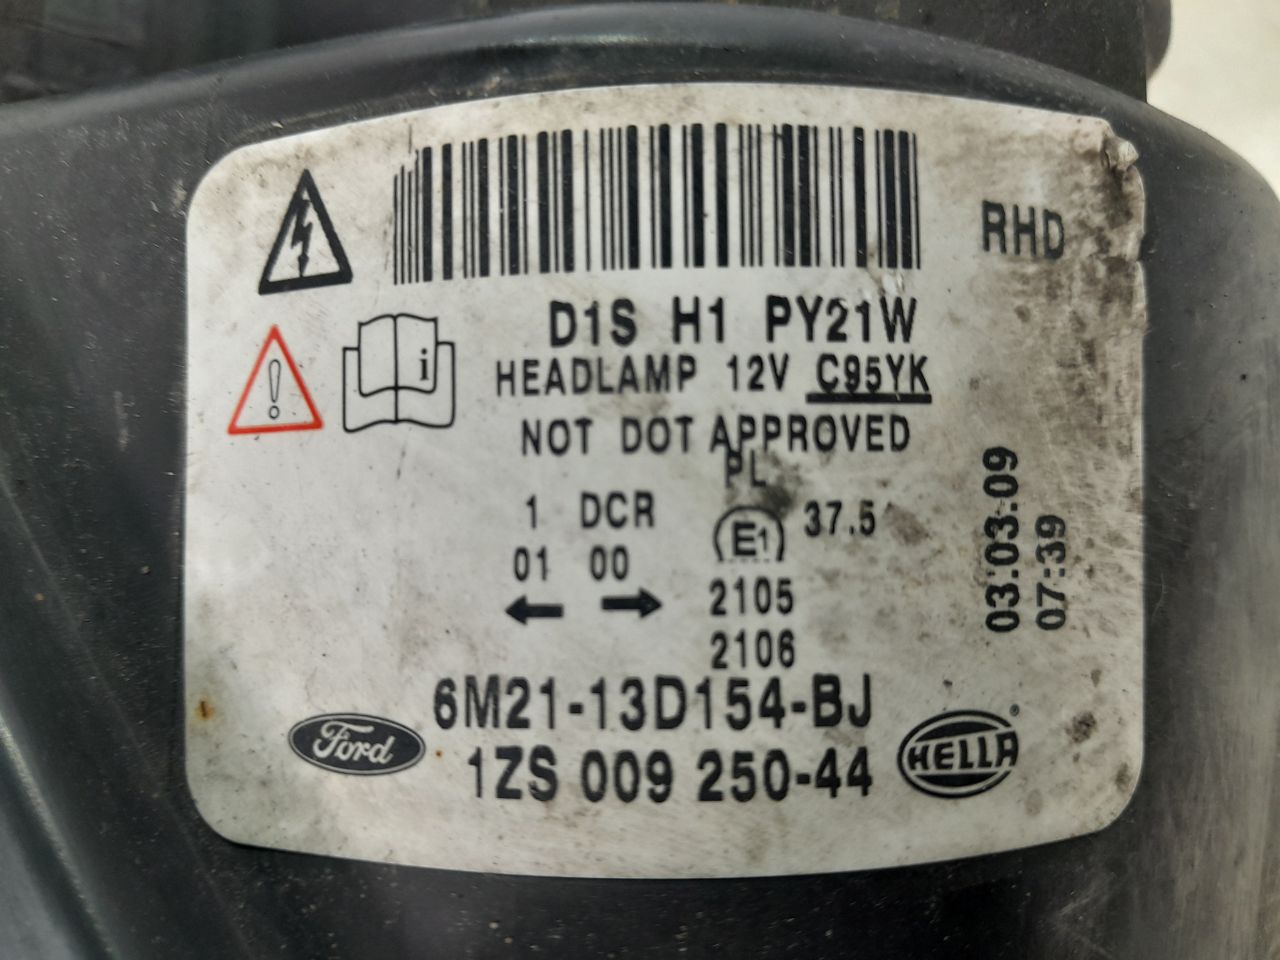 RHD
D1S H1 PY21W
HEADLAMP 12V C95YK
NOT DOT APPROVED
PL
1 DCR E1 37.5
01 00
2105
2106
03.03.09
07:39
6M21-13D154-BJ
Ford
1ZS 009 250-44
HELLA